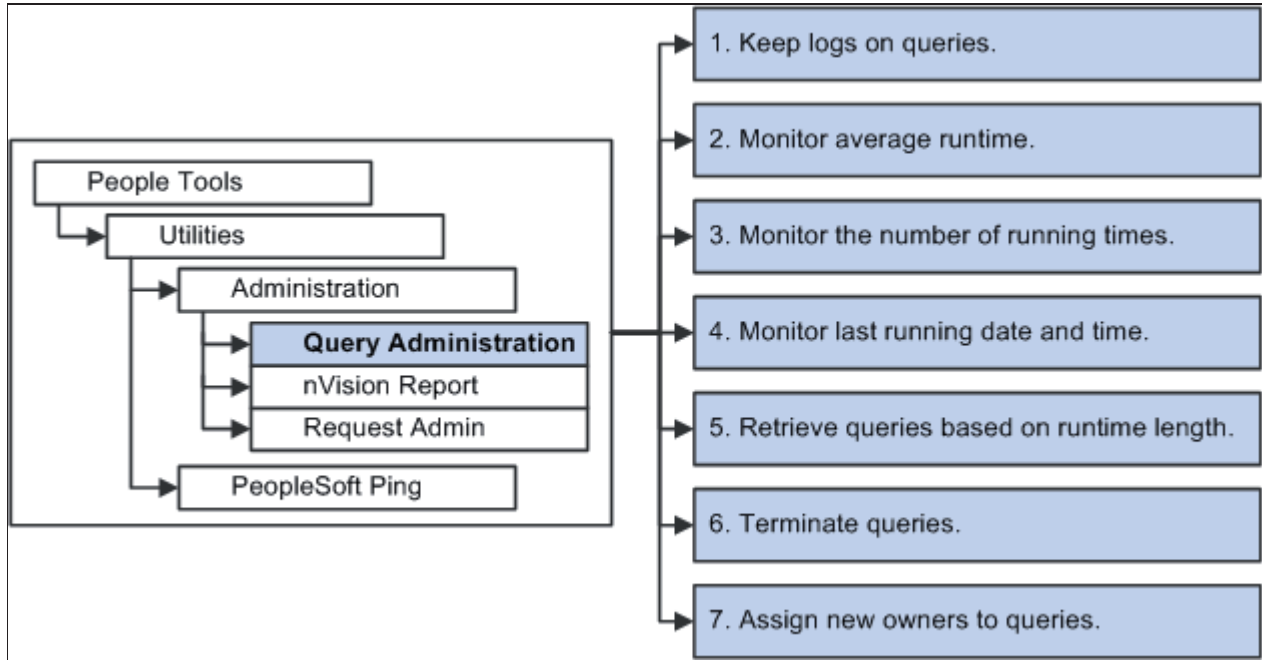 People Tools
Utilities
Administration
Query Administration
nVision Report
Request Admin
PeopleSoft Ping
1. Keep logs on queries.
2. Monitor average runtime.
3. Monitor the number of running times.
4. Monitor last running date and time.
5. Retrieve queries based on runtime length.
6. Terminate queries.
7. Assign new owners to queries.